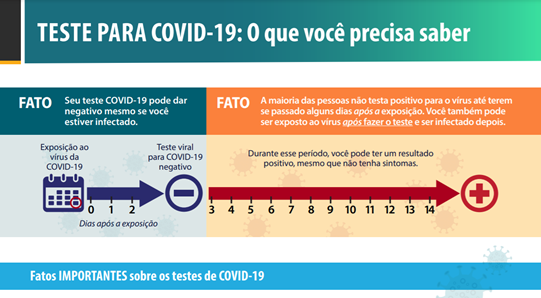 TESTE PARA COVID-19: O que você precisa saber
FATO
Seu teste COVID-19 pode dar
negativo mesmo se você
estiver infectado.
FATO
A maioria das pessoas não testa positivo para o vírus até terem
se passado alguns dias após a exposição. Você também pode
ser exposto ao vírus após fazer o teste e ser infectado depois.
Exposição ao
vírus da
COVID-19
Teste viral
para COVID-19
negativo
0 1 2
Dias após a exposição
Durante esse período, você pode ter um resultado
positivo, mesmo que não tenha sintomas.
3 4 5 6 7 8 9 10 11 12 13 14
Fatos IMPORTANTES sobre os testes de COVID-19